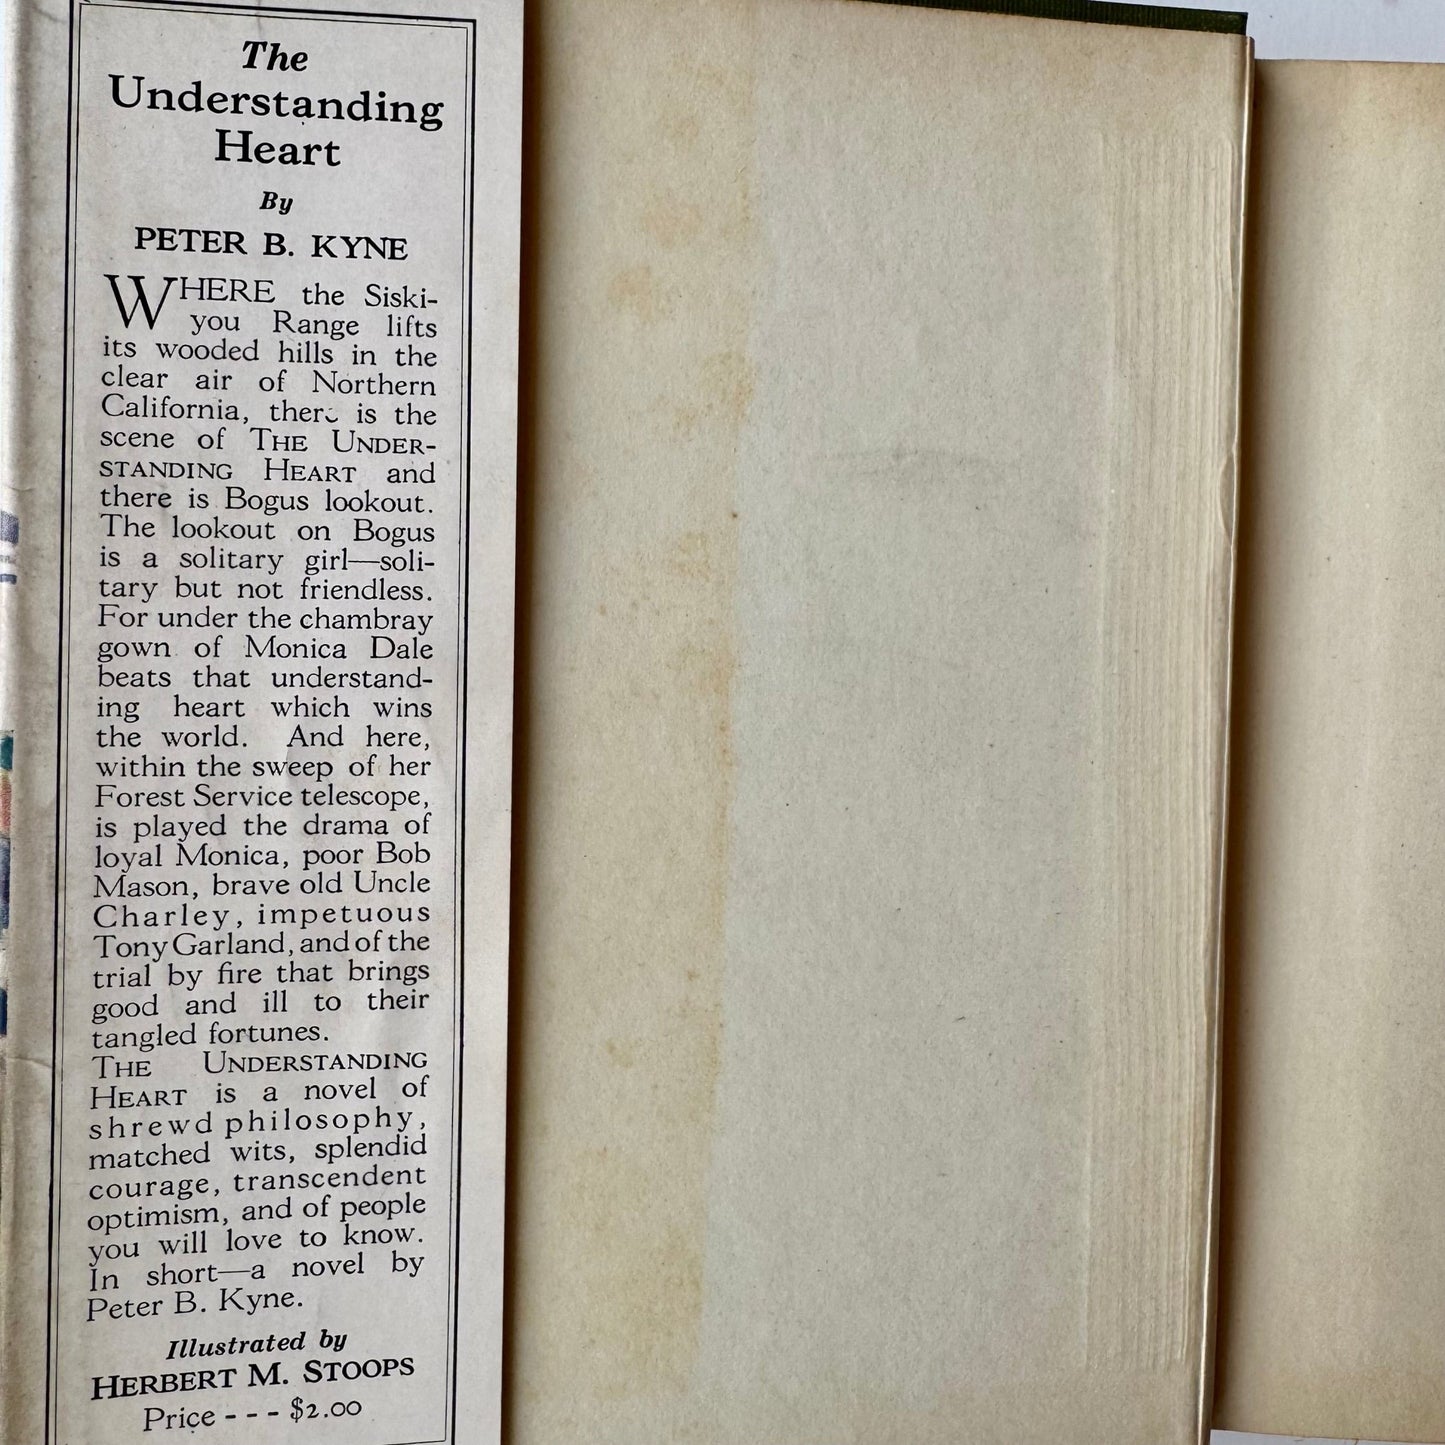 The
Understanding
Heart
By
PETER B. KYNE
WHERE the Siski-
you Range lifts
its wooded hills in the
clear air of Northern
California, there is the
scene of THE UNDER-
STANDING HEART and
there is Bogus lookout.
The lookout on Bogus
is a solitary girl—soli-
tary but not friendless.
For under the chambray
gown of Monica Dale
beats that understand-
ing heart which wins
the world. And here,
within the sweep of her
Forest Service telescope,
is played the drama of
loyal Monica, poor Bob
Mason, brave old Uncle
Charley, impetuous
Tony Garland, and of the
trial by fire that brings
good and ill to their
tangled fortunes.
THE UNDERSTANDING
HEART is a novel of
shrewd philosophy,
matched wits, splendid
courage, transcendent
optimism, and of people
you will love to know.
In short—a novel by
Peter B. Kyne.
Illustrated by
HERBERT M. STOOPS
Price - - - $2.00